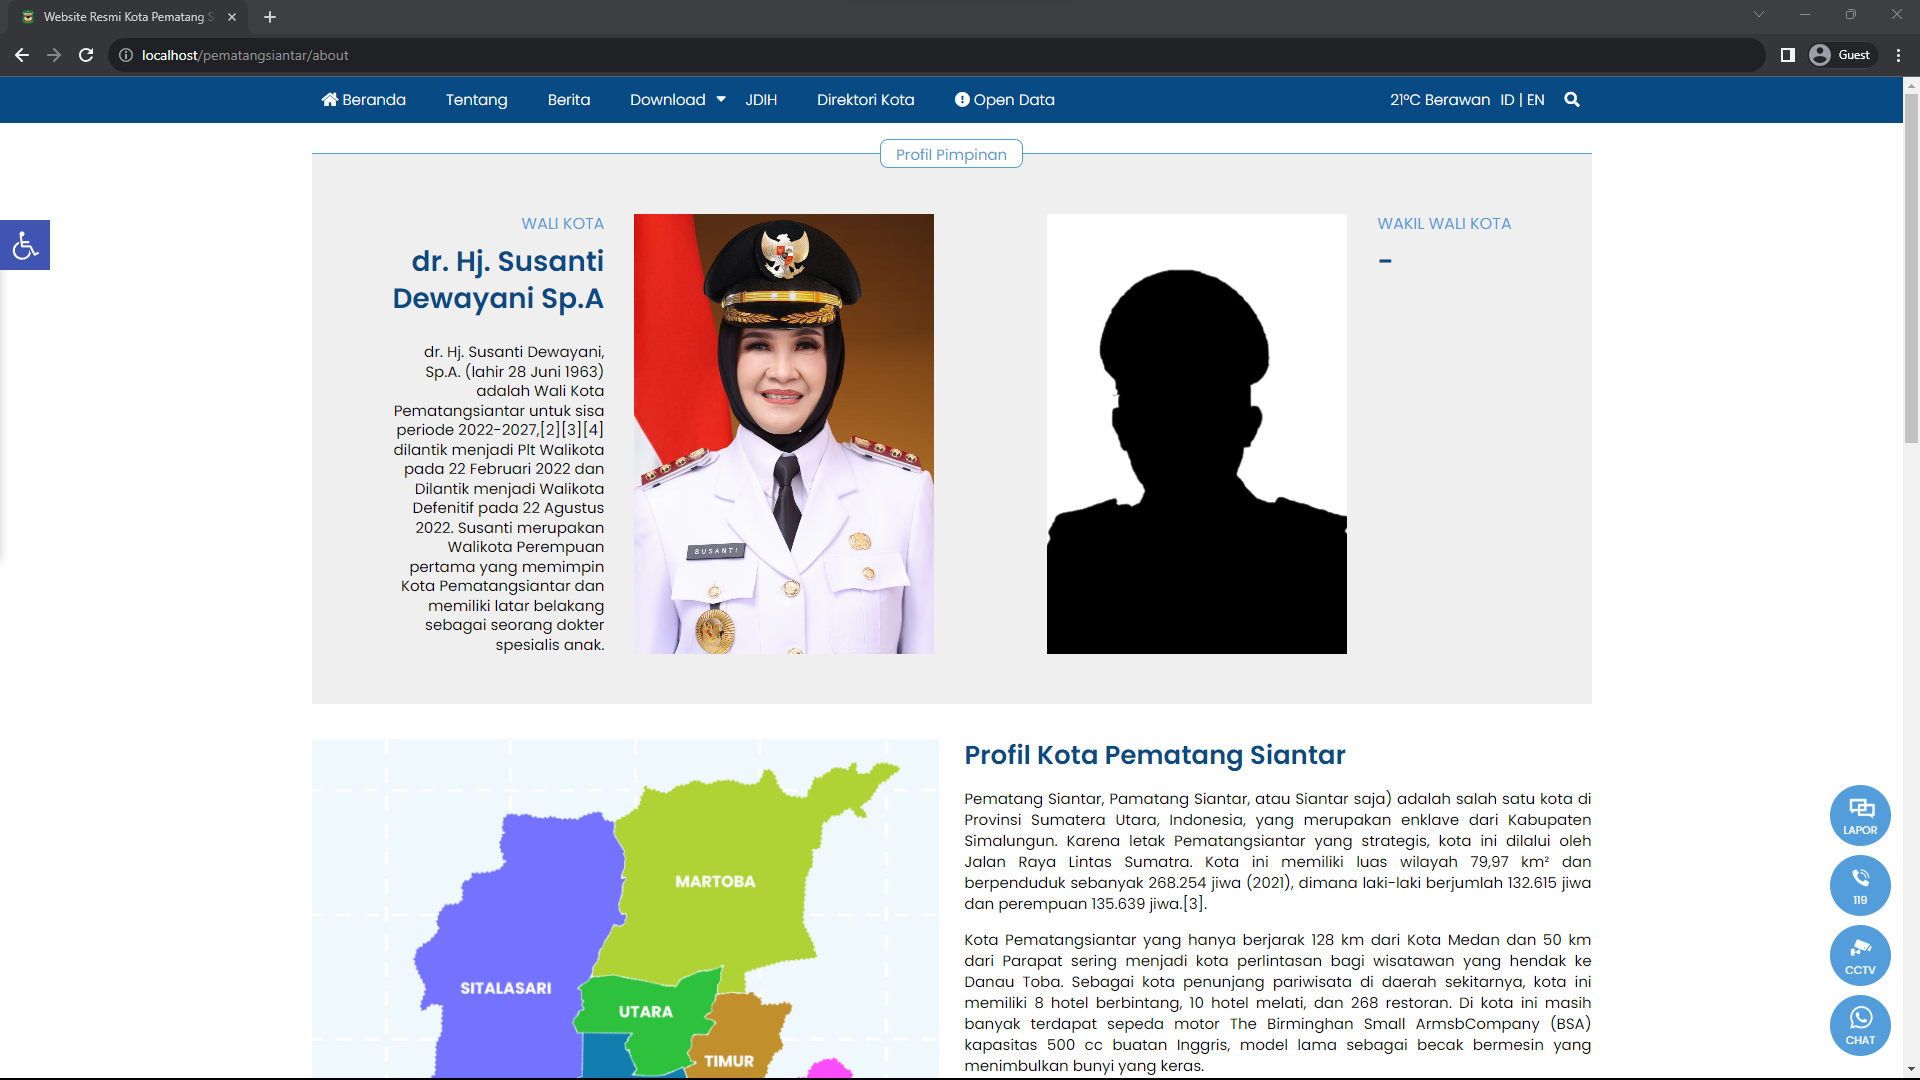 Website Resmi Kota Pematang S
localhost/pematangsiantar/about
Guest
Beranda
Tentang
Berita
Download
JDIH
Direktori Kota
Open Data
21°C Berawan
ID | EN
Profil Pimpinan
WALI KOTA
dr. Hj. Susanti
Dewayani Sp.A
dr. Hj. Susanti Dewayani,
Sp.A. (lahir 28 Juni 1963)
adalah Wali Kota
Pematangsiantar untuk sisa
periode 2022-2027,[2][3][4]
dilantik menjadi Plt Walikota
pada 22 Februari 2022 dan
Dilantik menjadi Walikota
Defenitif pada 22 Agustus
2022. Susanti merupakan
Walikota Perempuan
pertama yang memimpin
Kota Pematangsiantar dan
memiliki latar belakang
sebagai seorang dokter
spesialis anak.
SUSANTI
WAKIL WALI KOTA
-
MARTOBA
SITALASARI
UTARA
TIMUR
Profil Kota Pematang Siantar
Pematang Siantar, Pamatang Siantar, atau Siantar saja) adalah salah satu kota di
Provinsi Sumatera Utara, Indonesia, yang merupakan enklave dari Kabupaten
Simalungun. Karena letak Pematangsiantar yang strategis, kota ini dilalui oleh
Jalan Raya Lintas Sumatra. Kota ini memiliki luas wilayah 79,97 km² dan
berpenduduk sebanyak 268.254 jiwa (2021), dimana laki-laki berjumlah 132.615 jiwa
dan perempuan 135.639 jiwa.[3].
Kota Pematangsiantar yang hanya berjarak 128 km dari Kota Medan dan 50 km
dari Parapat sering menjadi kota perlintasan bagi wisatawan yang hendak ke
Danau Toba. Sebagai kota penunjang pariwisata di daerah sekitarnya, kota ini
memiliki 8 hotel berbintang, 10 hotel melati, dan 268 restoran. Di kota ini masih
banyak terdapat sepeda motor The Birminghan Small ArmsbCompany (BSA)
kapasitas 500 cc buatan Inggris, model lama sebagai becak bermesin yang
menimbulkan bunyi yang keras.
LAPOR
119
CCTV
CHAT